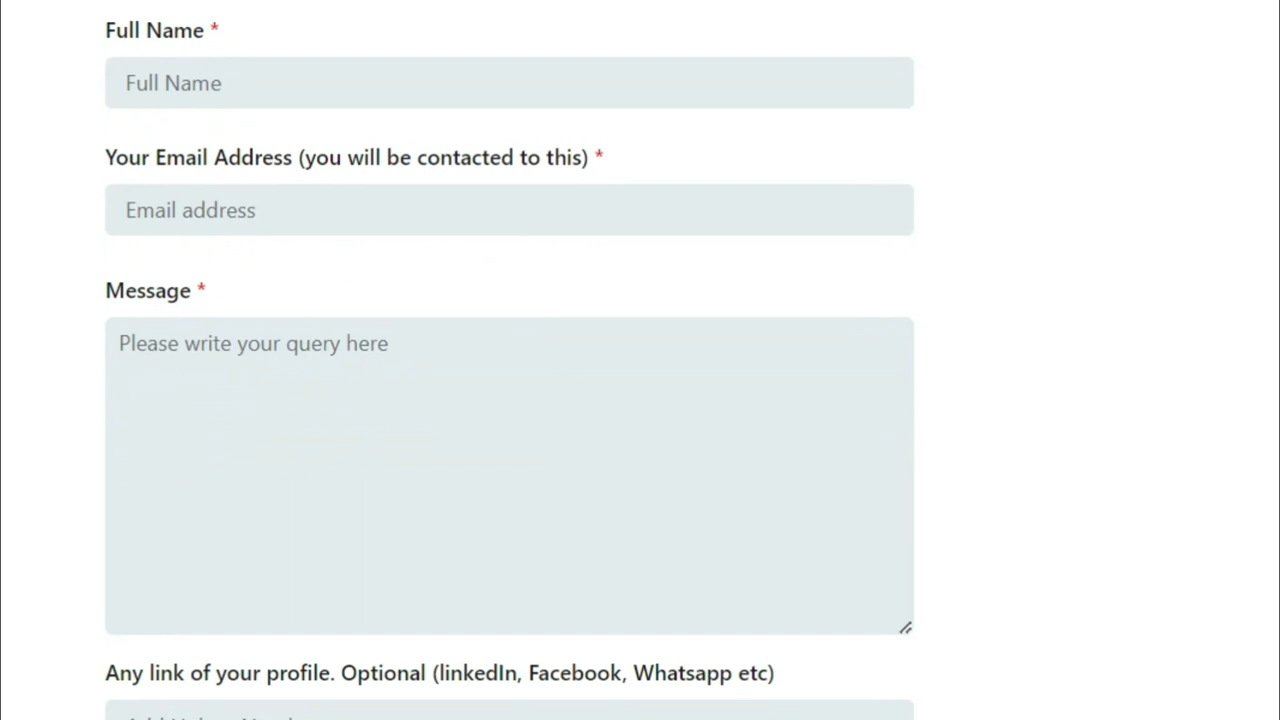 Full Name *
Full Name
Your Email Address (you will be contacted to this) *
Email address
Message *
Please write your query here
Any link of your profile. Optional (linkedIn, Facebook, Whatsapp etc)